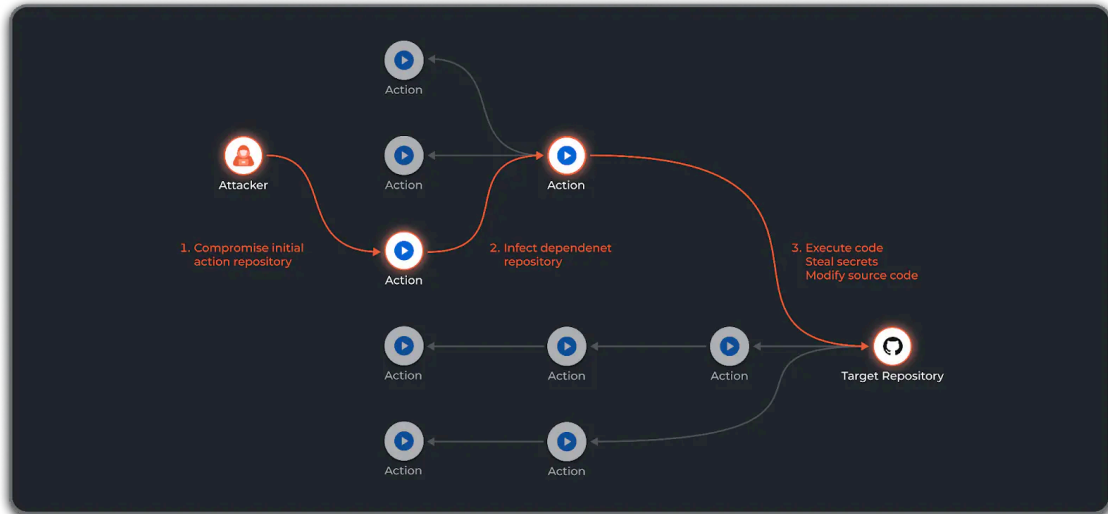 Action
Action
Attacker
Action
Action
1. Compromise initial
action repository
2. Infect dependenet
repository
3. Execute code
Steal secrets
Modify source code
Action
Action
Action
Action
Target Repository
Action
Action